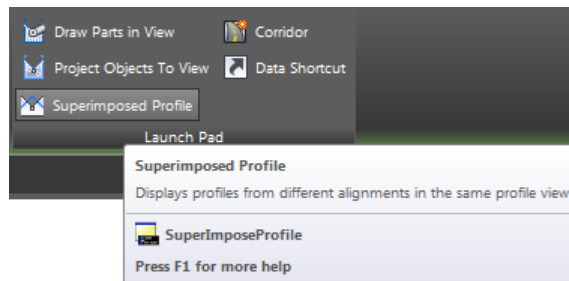 Draw Parts in View
Corridor
Project Objects To View
Data Shortcut
Superimposed Profile
Launch Pad
Superimposed Profile
Displays profiles from different alignments in the same profile view
SuperImposeProfile
Press F1 for more help